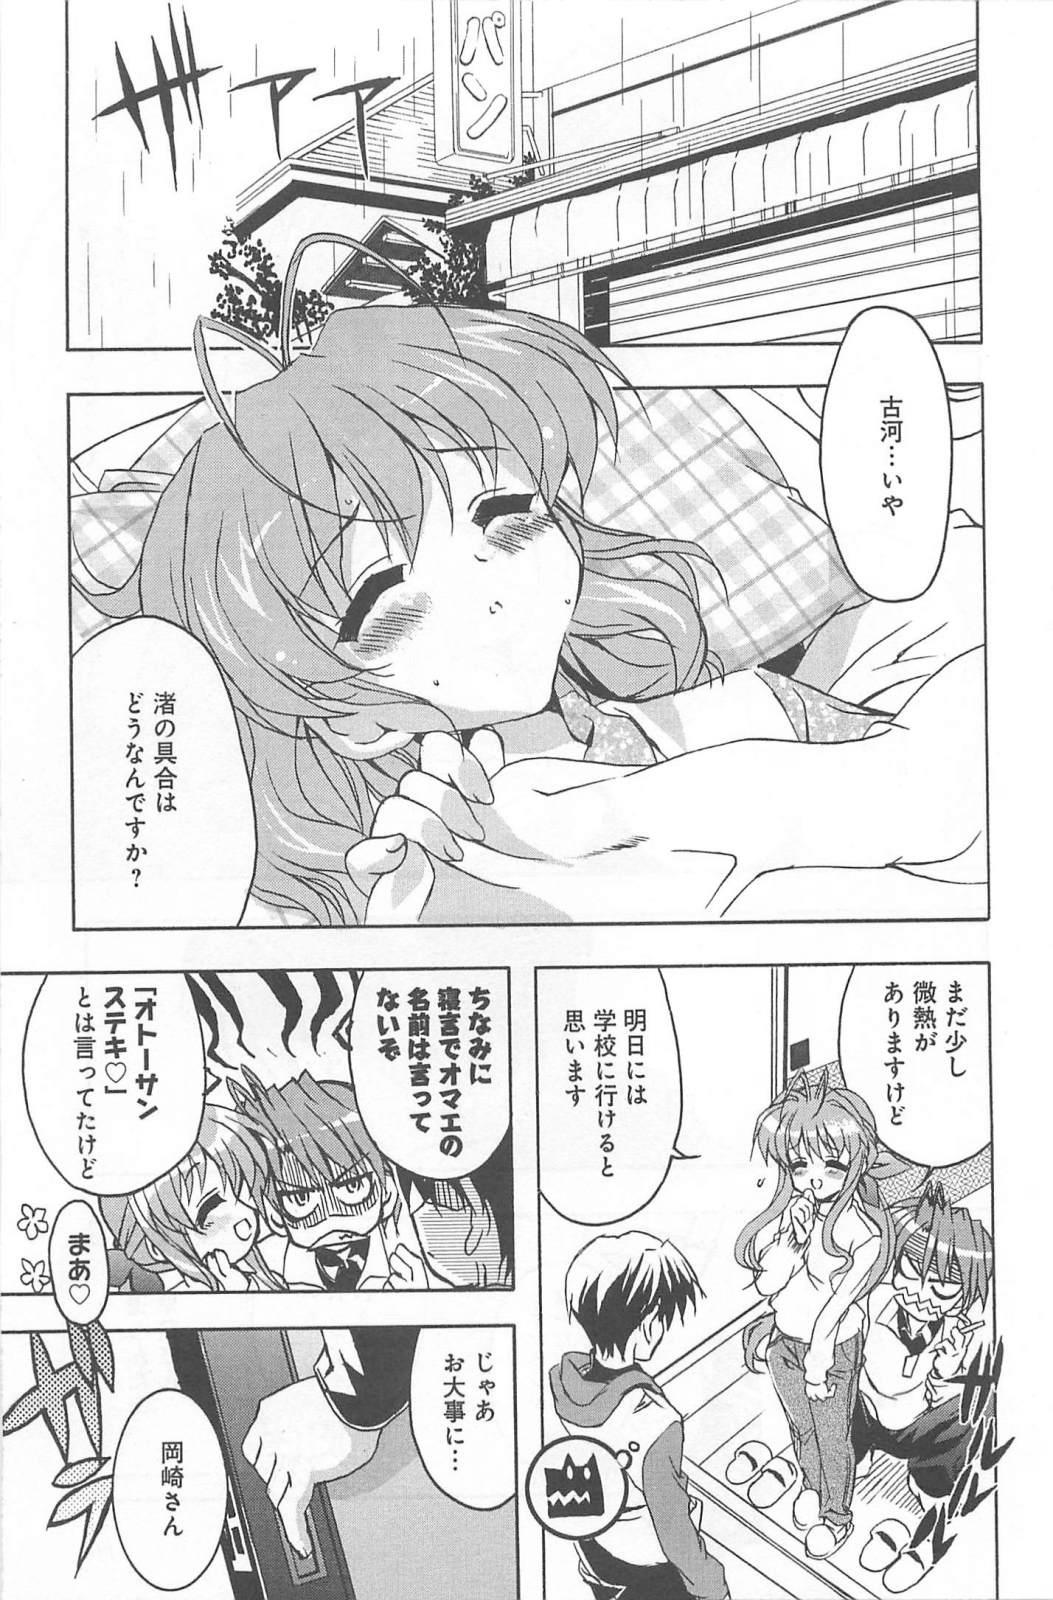 パン
ザァァァ
古河…いや
渚の具合は
どうなんですか？
まだ少し
微熱が
ありますけど
明日には
学校に行けると
思います
ちなみに
寝言でオマエの
名前は言って
ないぞ
「オトーサン
ステキ♡」
とは言ってたけど
まあ♡
じゃあ
お大事に…
岡崎さん